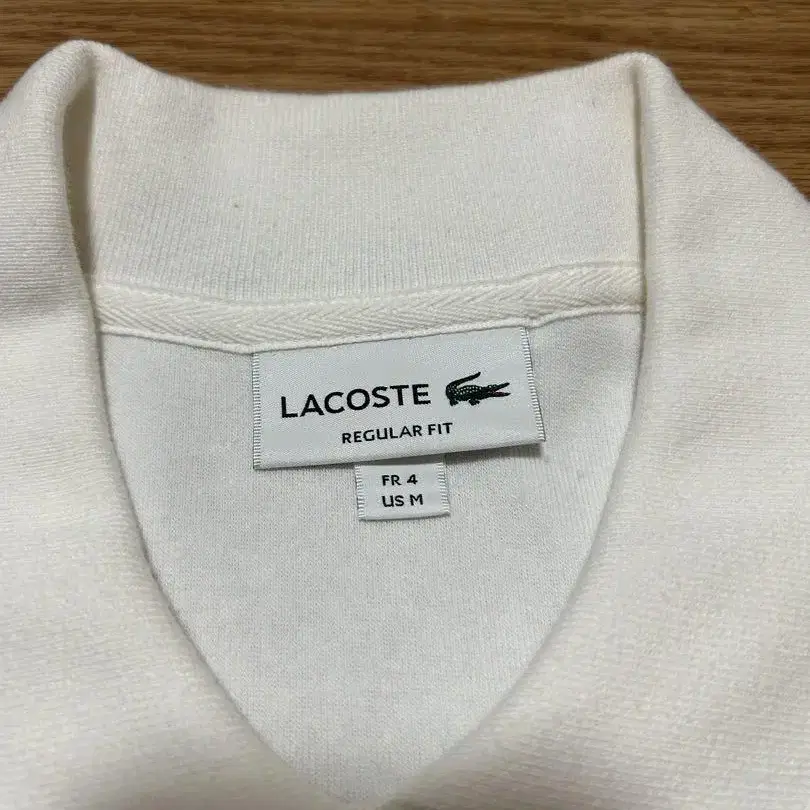 LACOSTE
REGULAR FIT
FR 4
US M